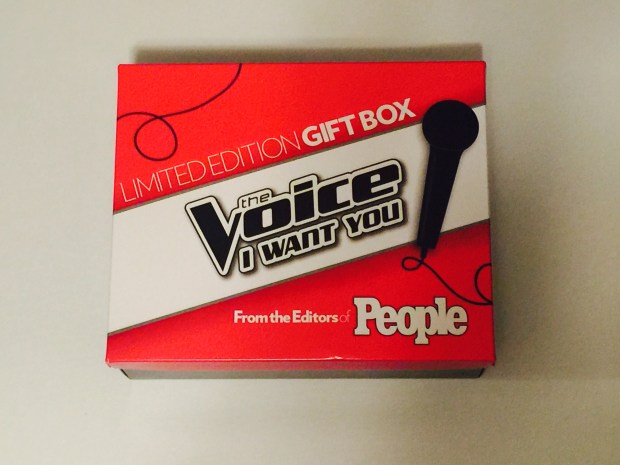 LIMITED EDITION GIFT BOX
the
Voice
I WANT YOU
From the Editors of People